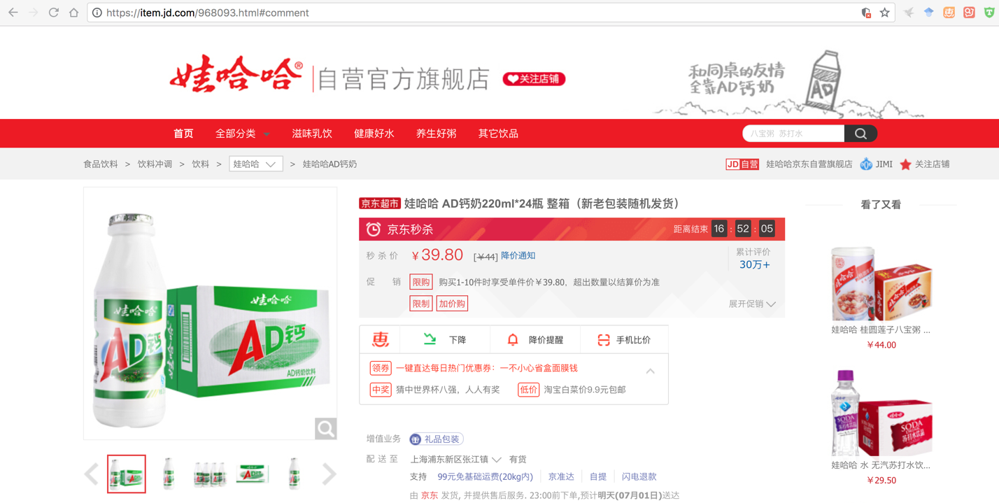 https://item.jd.com/968093.html#comment
娃哈哈® 自营官方旗舰店 关注店铺
和同桌的友情
全靠AD钙奶
AD
首页 全部分类 滋味乳饮 健康好水 养生好粥 其它饮品
八宝粥 苏打水
食品饮料 > 饮料冲调 > 饮料 > 娃哈哈 > 娃哈哈AD钙奶
JD 自营 娃哈哈京东自营旗舰店 JIMI 关注店铺
京东超市 娃哈哈 AD钙奶220ml*24瓶 整箱（新老包装随机发货）
京东秒杀 距离结束 16 : 52 : 05
秒杀价 ￥39.80 [￥44] 降价通知
累计评价
30万+
促销 限购 购买1-10件时享受单件价￥39.80，超出数量以结算价为准
限制 加价购 展开促销
惠 下降 降价提醒 手机比价
领券 一键直达每日热门优惠券：一不小心省盒面膜钱
中奖 猜中世界杯八强，人人有奖 低价 淘宝白菜价9.9元包邮
增值业务 礼品包装
配送至 上海浦东新区张江镇 有货
支持 99元免基础运费(20kg内) 京准达 自提 闪电退款
由 京东 发货, 并提供售后服务. 23:00前下单,预计明天(07月01日)送达
娃哈哈
AD钙
娃哈哈
AD钙
AD钙奶饮料
看了又看
娃哈哈 桂圆莲子八宝粥 ...
￥44.00
SODA
娃哈哈 水 无汽苏打水饮...
￥29.50